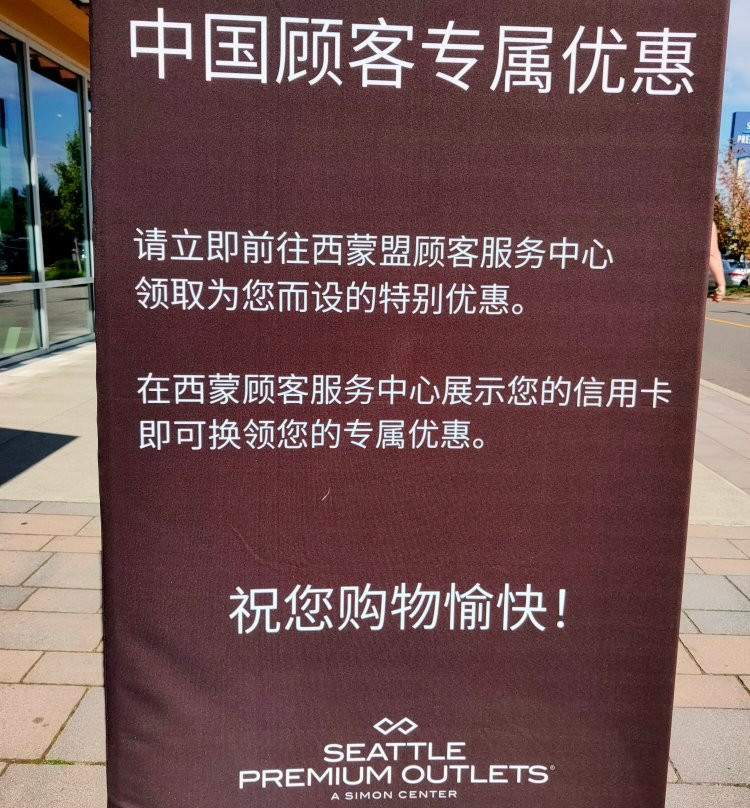 中国顾客专属优惠
请立即前往西蒙盟顾客服务中心
领取为您而设的特别优惠。
在西蒙顾客服务中心展示您的信用卡
即可换领您的专属优惠。
祝您购物愉快！
SEATTLE
PREMIUM OUTLETS®
A SIMON CENTER